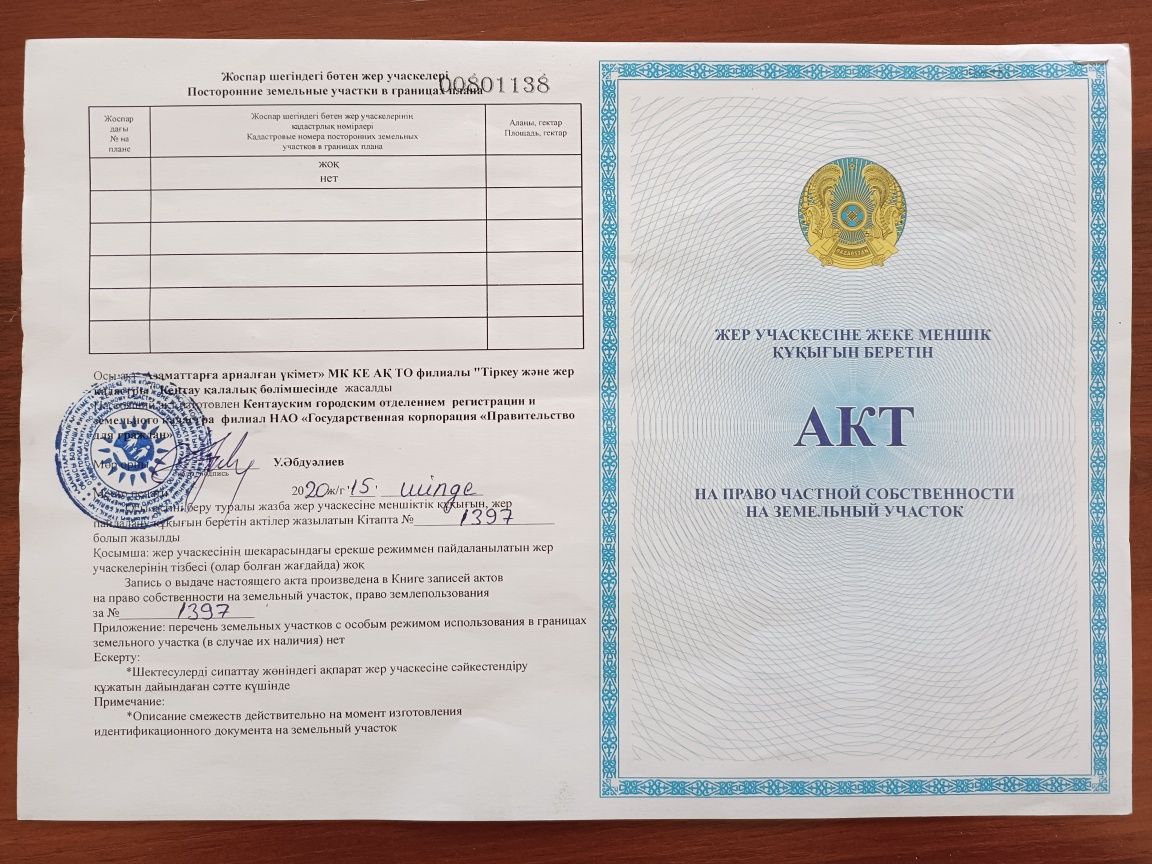 Жоспар шегіндегі бөтен жер учаскелері
00801138
Посторонние земельные участки в границах плана
Жоспар
дағы
№ на
плане
Жоспар шегіндегі бөтен жер учаскелерінің
кадастрлық нөмірлері
Кадастровые номера посторонних земельных
участков в границах плана
Алаңы, гектар
Площадь, гектар
жоқ
нет
Осы акт "Азаматтарға арналған үкімет» МК КЕ АҚ ТО филиалы "Тіркеу және жер
кадастры" Кентау қалалық бөлімшесінде жасалды
изготовлен Кентауским городским отделением регистрации и
земельного кадастра филиал НАО «Государственная корпорация «Правительство
для граждан»
Мөр орны
подпись
У.Әбдуәлиев
2020ж/г "15" шілде
беру туралы жазба жер учаскесіне меншіктік құқығын, жер
пайдалану құқығын беретін актілер жазылатын Кітапта № 1397
болып жазылды
Қосымша: жер учаскесінің шекарасындағы ерекше режиммен пайдаланылатын жер
учаскелерінің тізбесі (олар болған жағдайда) жоқ
Запись о выдаче настоящего акта произведена в Книге записей актов
на право собственности на земельный участок, право землепользования
за № 1397
Приложение: перечень земельных участков с особым режимом использования в границах
земельного участка (в случае их наличия) нет
Ескерту:
*Шектесулерді сипаттау жөніндегі ақпарат жер учаскесіне сәйкестендіру
құжатын дайындаған сәтте күшінде
Примечание:
*Описание смежеств действительно на момент изготовления
идентификационного документа на земельный участок
ЖЕР УЧАСКЕСІНЕ ЖЕКЕ МЕНШІК
ҚҰҚЫҒЫН БЕРЕТІН
АКТ
НА ПРАВО ЧАСТНОЙ СОБСТВЕННОСТИ
НА ЗЕМЕЛЬНЫЙ УЧАСТОК